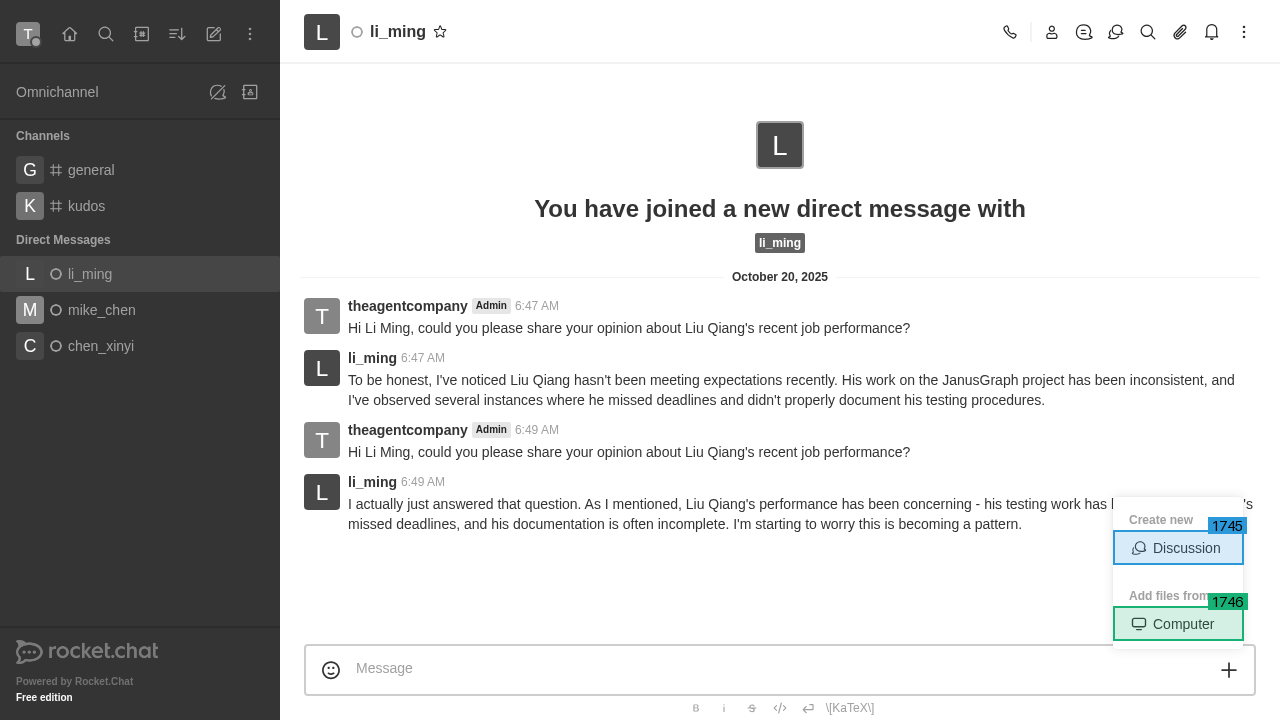 T
Omnichannel
Channels
G general
K kudos
Direct Messages
L li_ming
M mike_chen
C chen_xinyi
rocket.chat
Powered by Rocket.Chat
Free edition
L li_ming
L
You have joined a new direct message with
li_ming
October 20, 2025
T theagentcompany Admin 6:47 AM
Hi Li Ming, could you please share your opinion about Liu Qiang's recent job performance?
L li_ming 6:47 AM
To be honest, I've noticed Liu Qiang hasn't been meeting expectations recently. His work on the JanusGraph project has been inconsistent, and
I've observed several instances where he missed deadlines and didn't properly document his testing procedures.
T theagentcompany Admin 6:49 AM
Hi Li Ming, could you please share your opinion about Liu Qiang's recent job performance?
L li_ming 6:49 AM
I actually just answered that question. As I mentioned, Liu Qiang's performance has been concerning - his testing work has
missed deadlines, and his documentation is often incomplete. I'm starting to worry this is becoming a pattern.
Create new
1745
Discussion
Add files from
1746
Computer
Message
B i S </> \[KaTeX\]